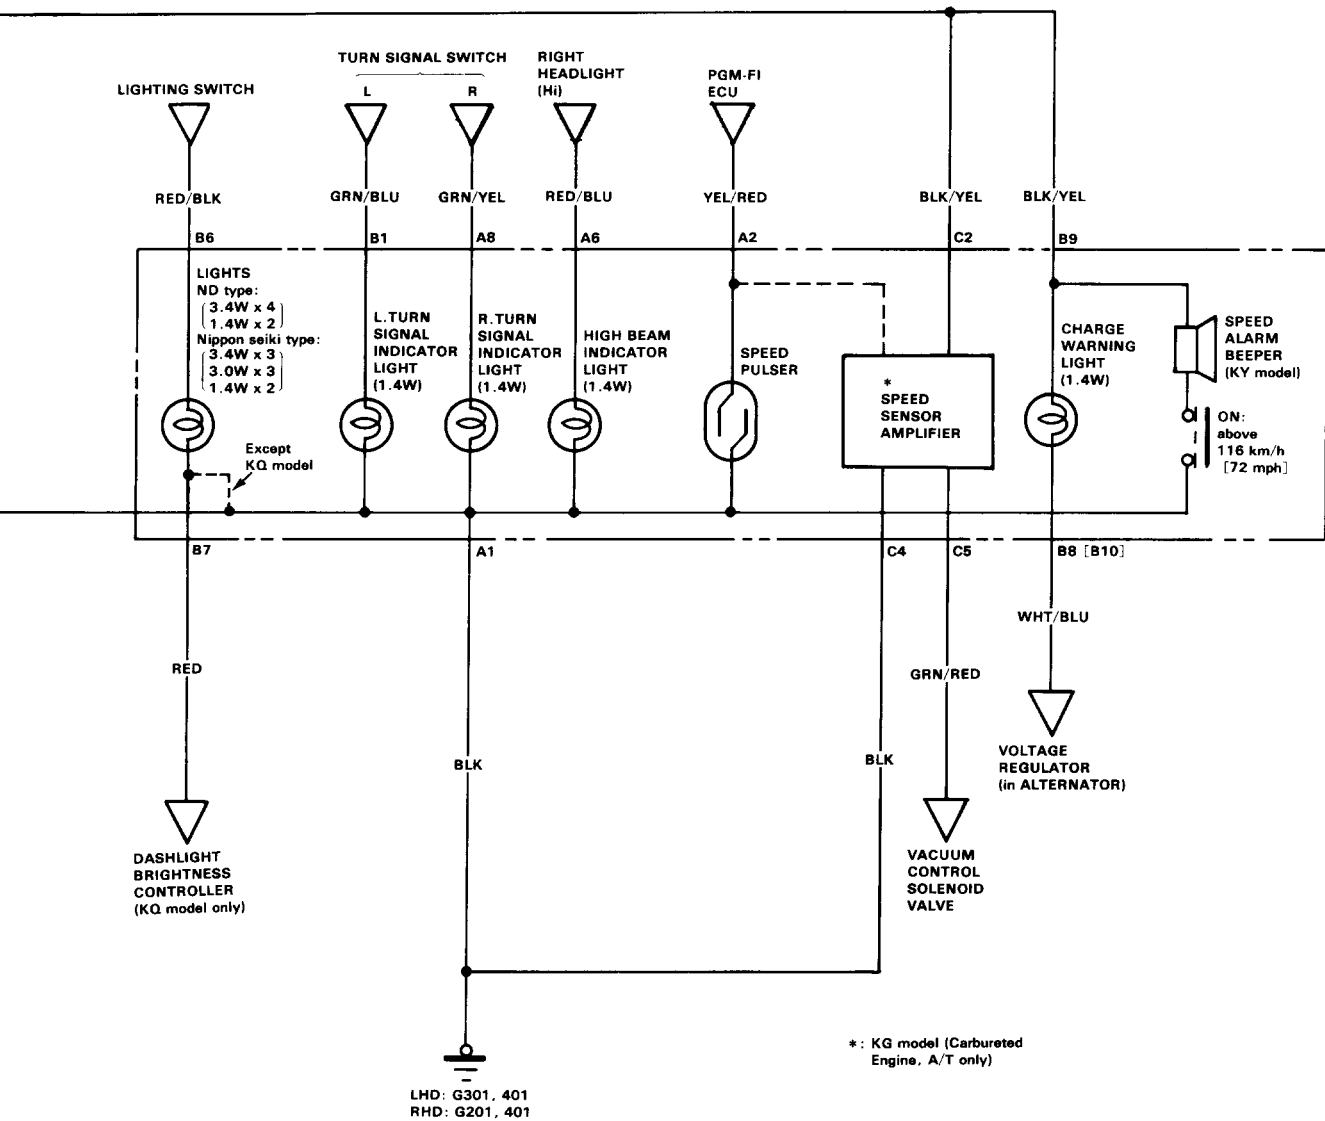 TURN SIGNAL SWITCH
RIGHT
HEADLIGHT
(Hi)
PGM-FI
ECU
LIGHTING SWITCH
L
R
RED/BLK
GRN/BLU
GRN/YEL
RED/BLU
YEL/RED
BLK/YEL
BLK/YEL
B6
B1
A8
A6
A2
C2
B9
LIGHTS
ND type:
3.4W x 4
1.4W x 2
Nippon seiki type:
3.4W x 3
3.0W x 3
1.4W x 2
L.TURN
SIGNAL
INDICATOR
LIGHT
(1.4W)
R.TURN
SIGNAL
INDICATOR
LIGHT
(1.4W)
HIGH BEAM
INDICATOR
LIGHT
(1.4W)
SPEED
PULSER
*
SPEED
SENSOR
AMPLIFIER
CHARGE
WARNING
LIGHT
(1.4W)
SPEED
ALARM
BEEPER
(KY model)
ON:
above
116 km/h
[72 mph]
Except
KQ model
B7
A1
C4
C5
B8 [B10]
WHT/BLU
RED
GRN/RED
BLK
BLK
VOLTAGE
REGULATOR
(in ALTERNATOR)
DASHLIGHT
BRIGHTNESS
CONTROLLER
(KQ model only)
VACUUM
CONTROL
SOLENOID
VALVE
*: KG model (Carbureted
Engine, A/T only)
LHD: G301, 401
RHD: G201, 401